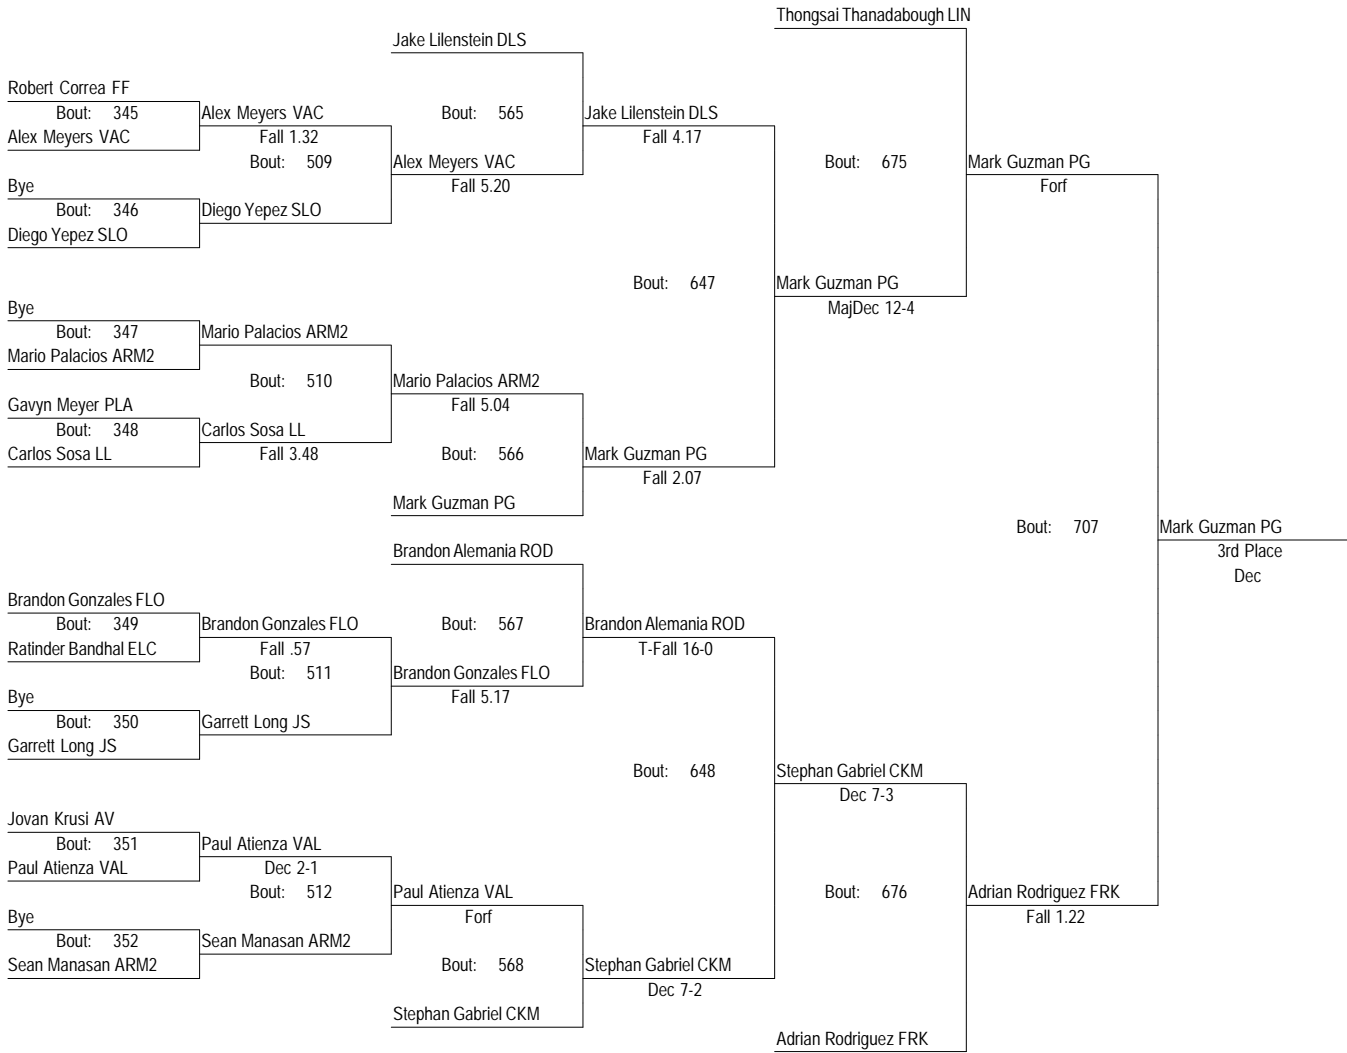 Thongsai Thanadabough LIN
Jake Lilenstein DLS
Robert Correa FF
Bout: 345
Alex Meyers VAC
Bout: 565
Jake Lilenstein DLS
Alex Meyers VAC
Fall 1.32
Fall 4.17
Bout: 509
Alex Meyers VAC
Bout: 675
Mark Guzman PG
Bye
Fall 5.20
Forf
Bout: 346
Diego Yepez SLO
Diego Yepez SLO
Bout: 647
Mark Guzman PG
Bye
MajDec 12-4
Bout: 347
Mario Palacios ARM2
Mario Palacios ARM2
Bout: 510
Mario Palacios ARM2
Gavyn Meyer PLA
Fall 5.04
Bout: 348
Carlos Sosa LL
Carlos Sosa LL
Fall 3.48
Bout: 566
Mark Guzman PG
Fall 2.07
Mark Guzman PG
Bout: 707
Mark Guzman PG
Brandon Alemania ROD
3rd Place
Dec
Brandon Gonzales FLO
Bout: 349
Brandon Gonzales FLO
Bout: 567
Brandon Alemania ROD
Ratinder Bandhal ELC
Fall .57
T-Fall 16-0
Bout: 511
Brandon Gonzales FLO
Bye
Fall 5.17
Bout: 350
Garrett Long JS
Garrett Long JS
Bout: 648
Stephan Gabriel CKM
Dec 7-3
Jovan Krusi AV
Bout: 351
Paul Atienza VAL
Paul Atienza VAL
Dec 2-1
Bout: 512
Paul Atienza VAL
Bout: 676
Adrian Rodriguez FRK
Bye
Forf
Fall 1.22
Bout: 352
Sean Manasan ARM2
Sean Manasan ARM2
Bout: 568
Stephan Gabriel CKM
Dec 7-2
Stephan Gabriel CKM
Adrian Rodriguez FRK